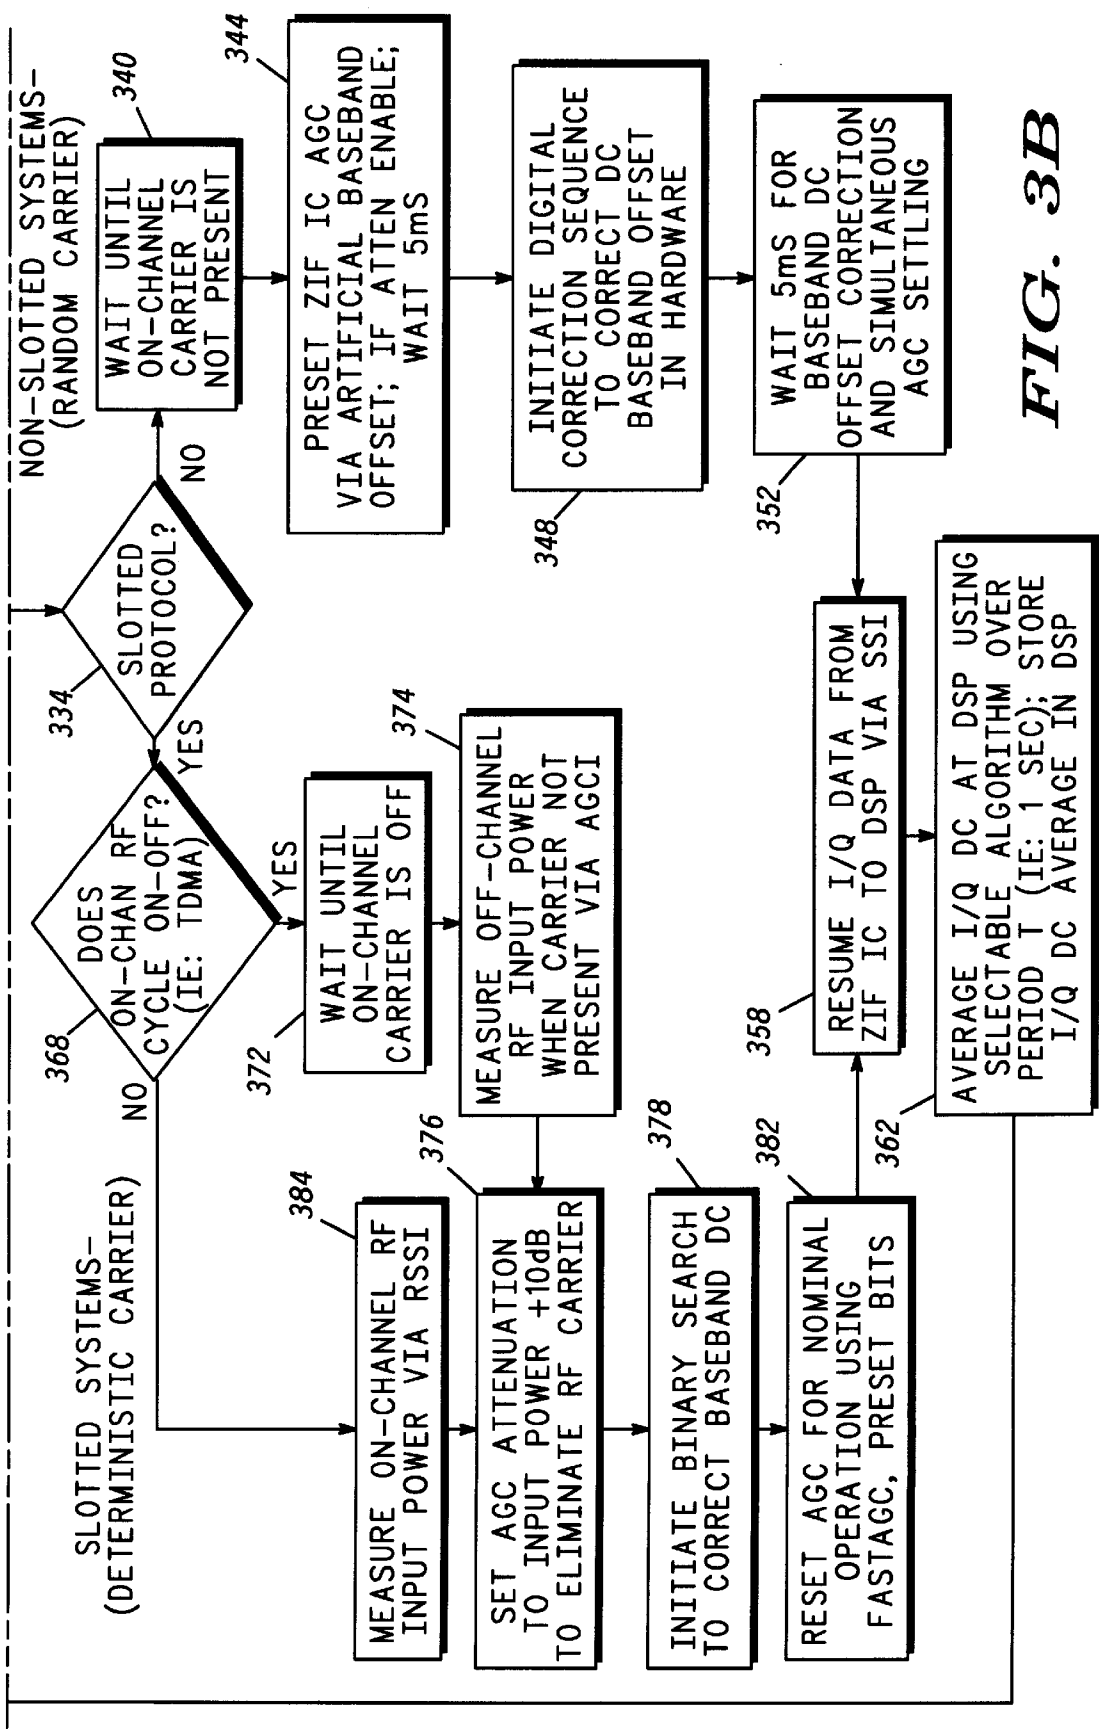 NON-SLOTTED SYSTEMS-
(RANDOM CARRIER)
SLOTTED SYSTEMS-
(DETERMINISTIC CARRIER)
334
SLOTTED
PROTOCOL?
YES
NO
340
WAIT UNTIL
ON-CHANNEL
CARRIER IS
NOT PRESENT
344
PRESET ZIF IC AGC
VIA ARTIFICIAL BASEBAND
OFFSET; IF ATTEN ENABLE;
WAIT 5mS
348
INITIATE DIGITAL
CORRECTION SEQUENCE
TO CORRECT DC
BASEBAND OFFSET
IN HARDWARE
352
WAIT 5mS FOR
BASEBAND DC
OFFSET CORRECTION
AND SIMULTANEOUS
AGC SETTLING
368
DOES
ON-CHAN RF
CYCLE ON-OFF?
(IE: TDMA)
NO
YES
372
WAIT UNTIL
ON-CHANNEL
CARRIER IS OFF
374
MEASURE OFF-CHANNEL
RF INPUT POWER
WHEN CARRIER NOT
PRESENT VIA AGCI
384
MEASURE ON-CHANNEL RF
INPUT POWER VIA RSSI
376
SET AGC ATTENUATION
TO INPUT POWER +10dB
TO ELIMINATE RF CARRIER
378
INITIATE BINARY SEARCH
TO CORRECT BASEBAND DC
382
RESET AGC FOR NOMINAL
OPERATION USING
FASTAGC, PRESET BITS
358
RESUME I/Q DATA FROM
ZIF IC TO DSP VIA SSI
362
AVERAGE I/Q DC AT DSP USING
SELECTABLE ALGORITHM OVER
PERIOD T (IE: 1 SEC); STORE
I/Q DC AVERAGE IN DSP
FIG. 3B